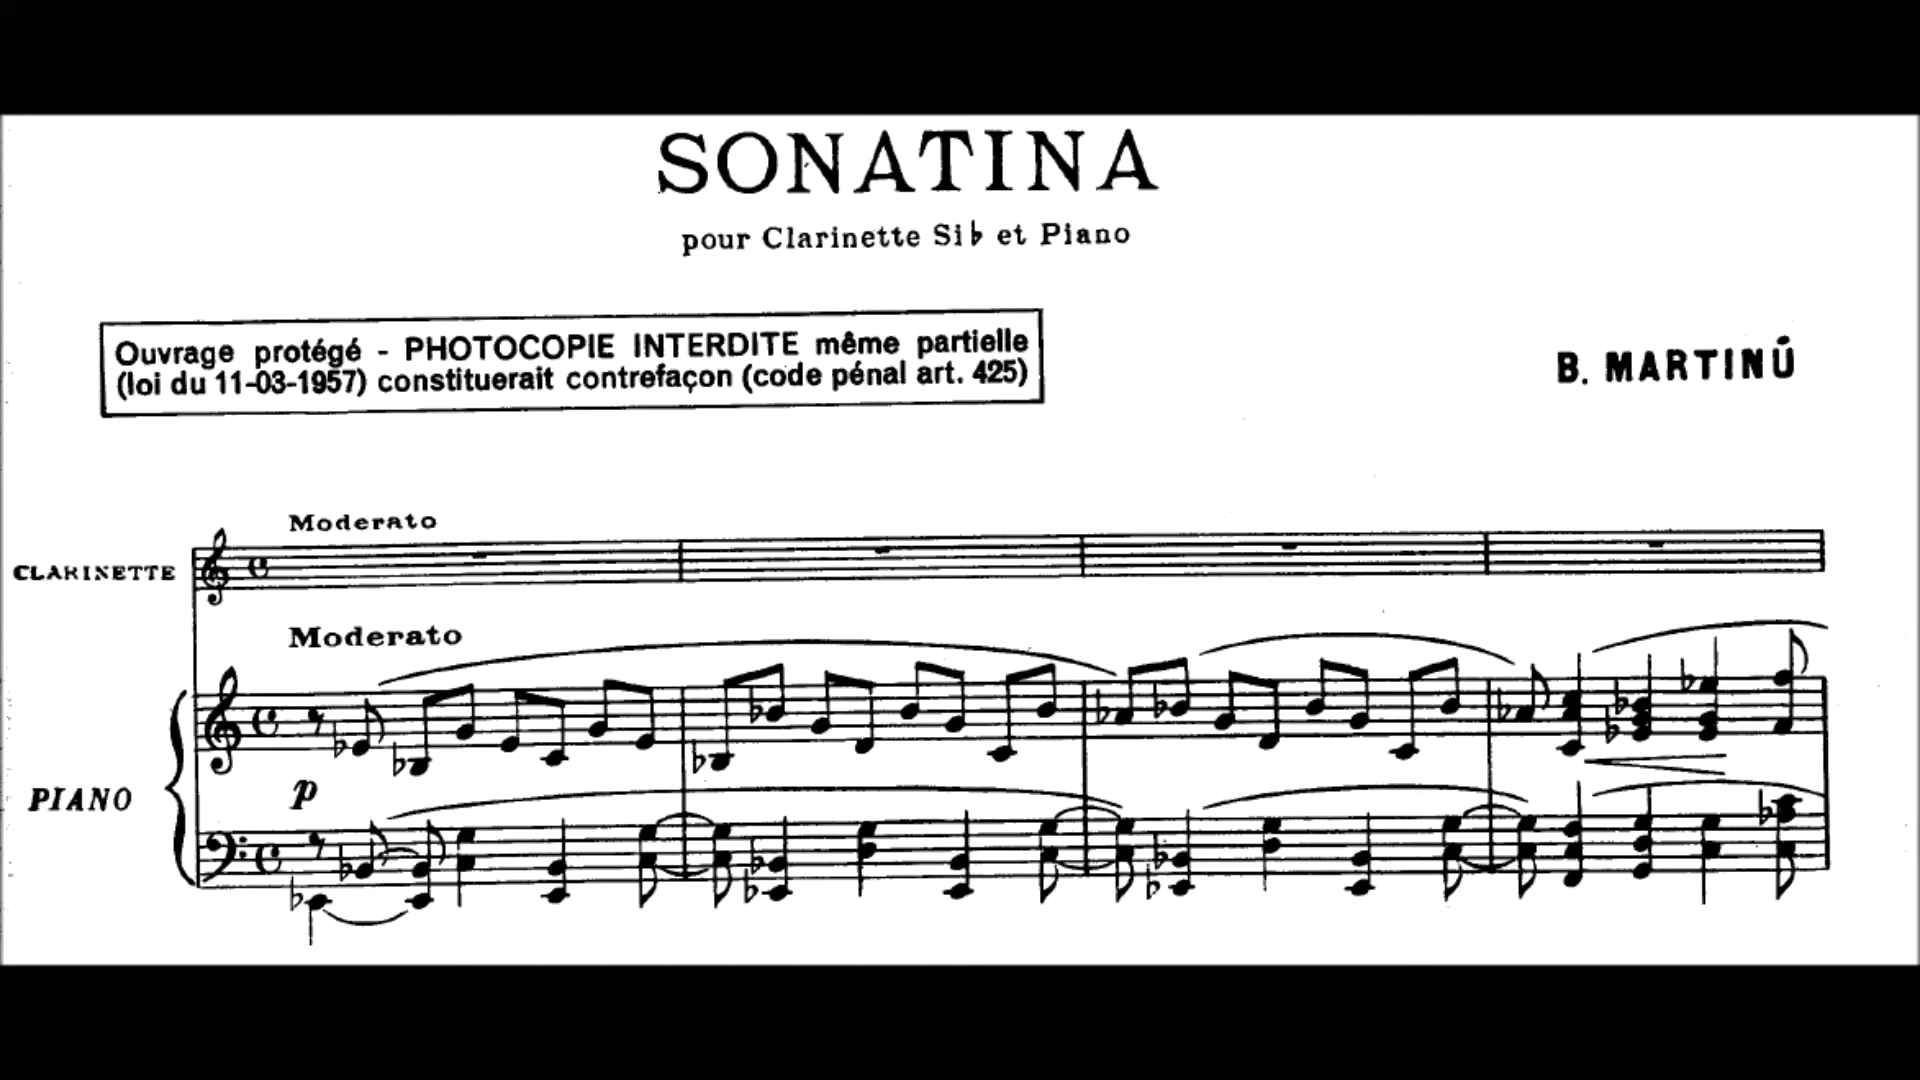 SONATINA
pour Clarinette Si♭ et Piano
Ouvrage protégé - PHOTOCOPIE INTERDITE même partielle
(loi du 11-03-1957) constituerait contrefaçon (code pénal art. 425)
B. MARTINŮ
Moderato
CLARINETTE
Moderato
PIANO
p